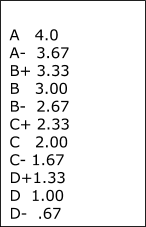 A 4.0
A- 3.67
B+ 3.33
B 3.00
B- 2.67
C+ 2.33
C 2.00
C- 1.67
D+1.33
D 1.00
D- .67